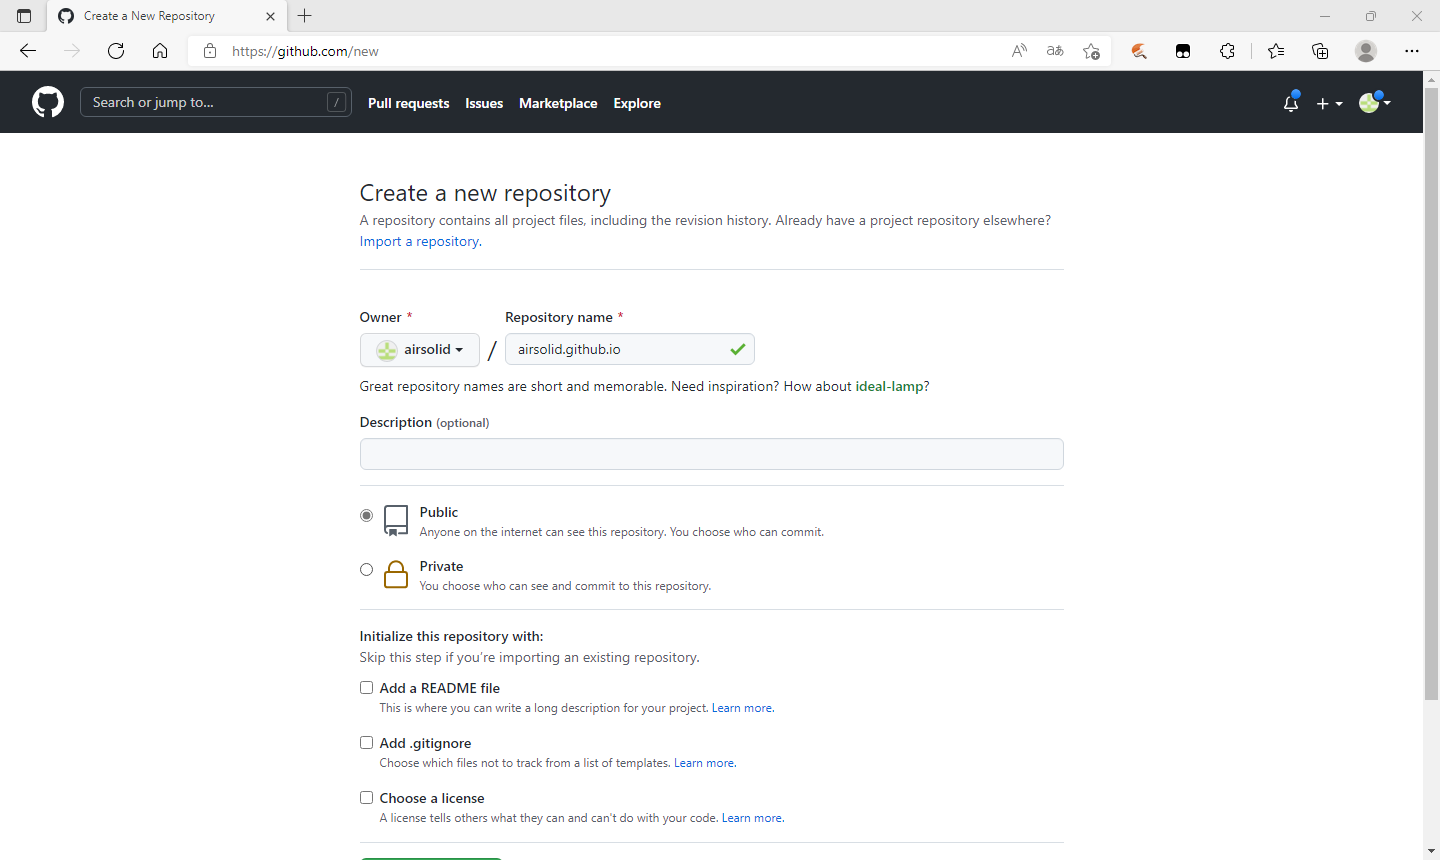 Create a New Repository
https://github.com/new
Search or jump to... /
Pull requests Issues Marketplace Explore
Create a new repository
A repository contains all project files, including the revision history. Already have a project repository elsewhere?
Import a repository.
Owner * Repository name *
airsolid / airsolid.github.io
Great repository names are short and memorable. Need inspiration? How about ideal-lamp?
Description (optional)
Public
Anyone on the internet can see this repository. You choose who can commit.
Private
You choose who can see and commit to this repository.
Initialize this repository with:
Skip this step if you're importing an existing repository.
Add a README file
This is where you can write a long description for your project. Learn more.
Add .gitignore
Choose which files not to track from a list of templates. Learn more.
Choose a license
A license tells others what they can and can't do with your code. Learn more.